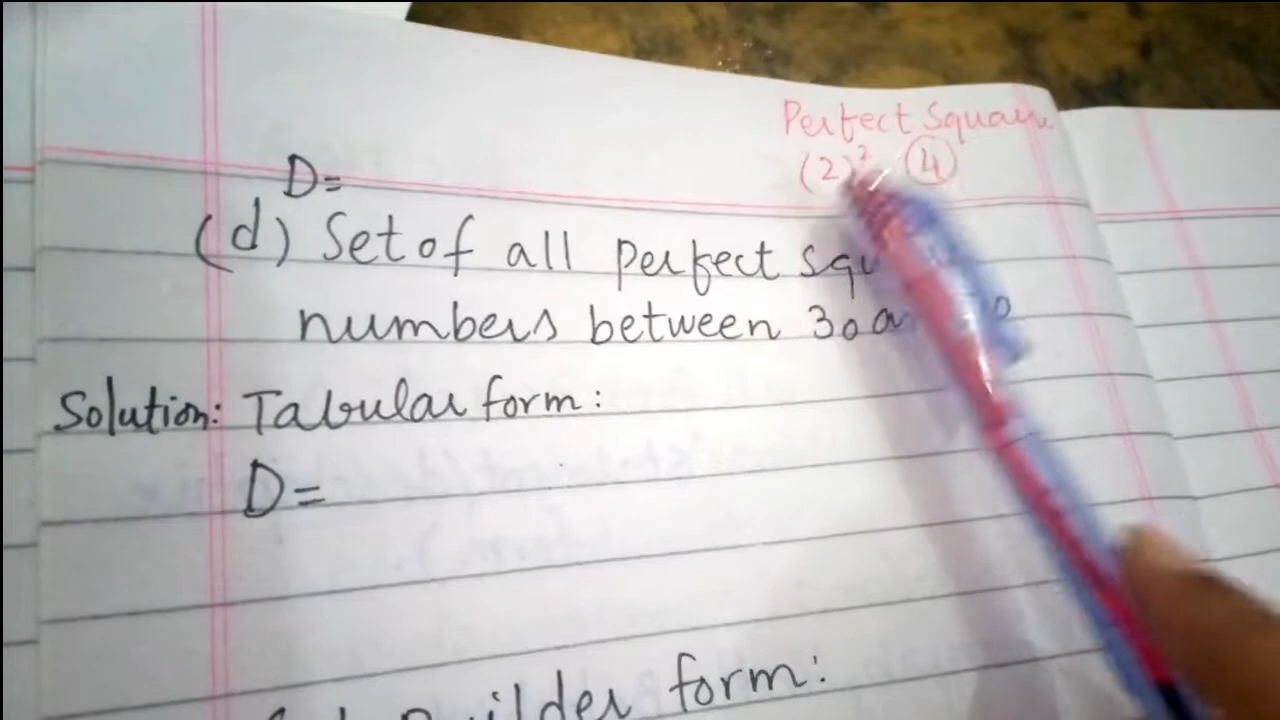 Perfect Square
(2)² 4
D=
(d) Set of all perfect
numbers between 30
Solution: Tabular form:
D=
Builder form: